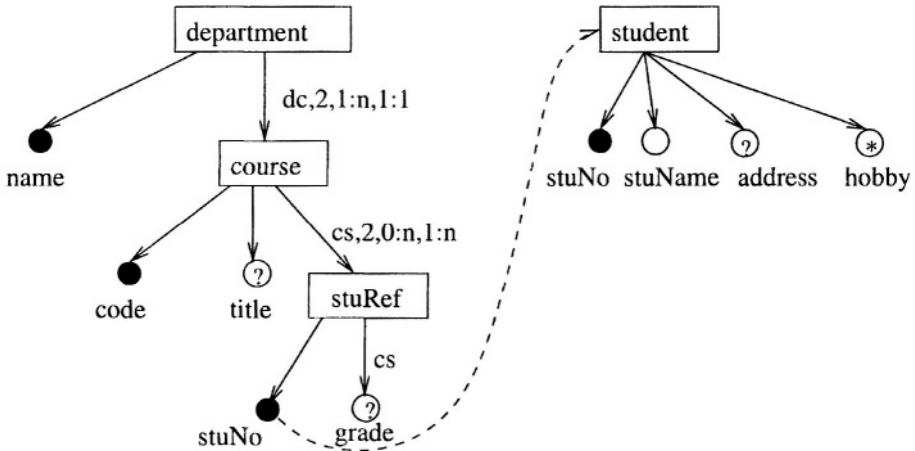 department
student
dc,2,1:n,1:1
name
course
stuNo
stuName
?
address
*
hobby
cs,2,0:n,1:n
code
?
title
stuRef
cs
stuNo
?
grade